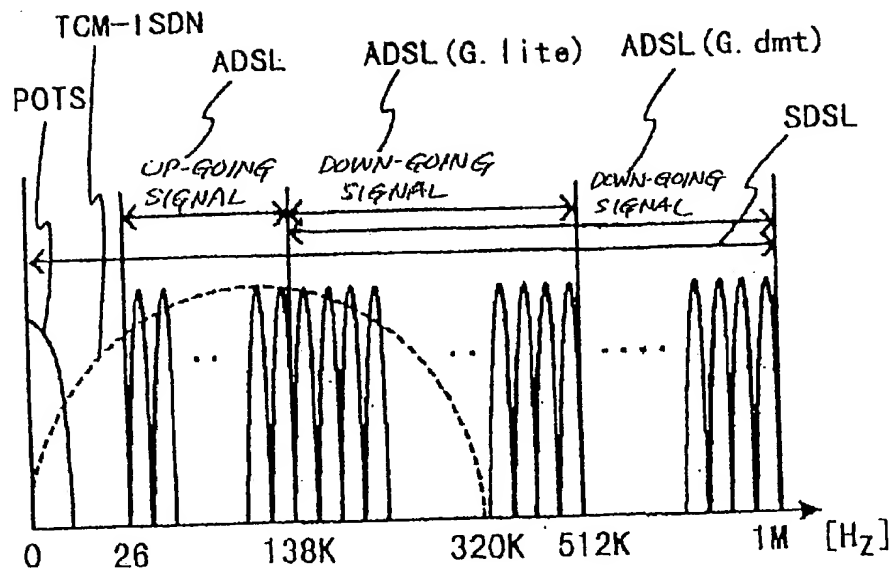 TCM-ISDN
ADSL
ADSL(G. lite)
ADSL(G. dmt)
POTS
SDSL
UP-GOING
SIGNAL
DOWN-GOING
SIGNAL
DOWN-GOING
SIGNAL
0 26 138K 320K 512K 1M [Hz]